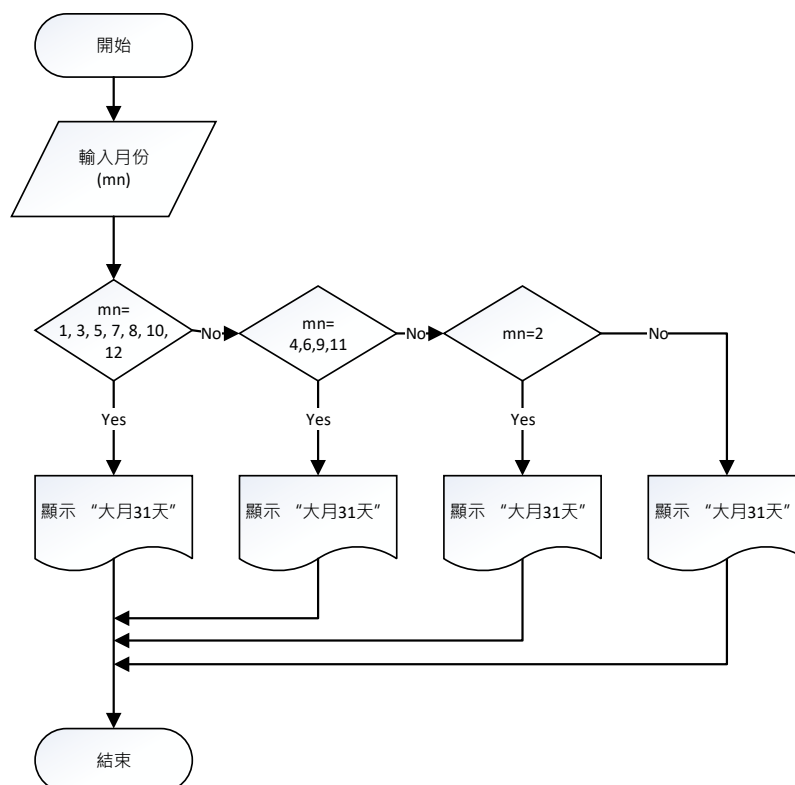 開始
輸入月份
(mn)
mn=
1, 3, 5, 7, 8, 10,
12
No
mn=
4,6,9,11
No
mn=2
No
Yes
Yes
Yes
顯示 “大月31天”
顯示 “大月31天”
顯示 “大月31天”
顯示 “大月31天”
結束